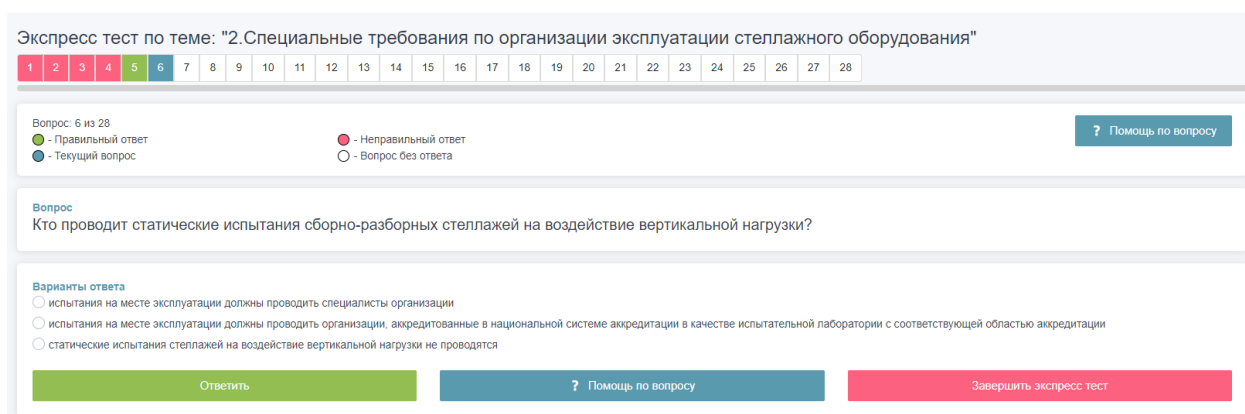 Экспресс тест по теме: "2.Специальные требования по организации эксплуатации стеллажного оборудования"
1 2 3 4 5 6 7 8 9 10 11 12 13 14 15 16 17 18 19 20 21 22 23 24 25 26 27 28
Вопрос: 6 из 28
- Правильный ответ
- Неправильный ответ
- Текущий вопрос
- Вопрос без ответа
? Помощь по вопросу
Вопрос
Кто проводит статические испытания сборно-разборных стеллажей на воздействие вертикальной нагрузки?
Варианты ответа
испытания на месте эксплуатации должны проводить специалисты организации
испытания на месте эксплуатации должны проводить организации, аккредитованные в национальной системе аккредитации в качестве испытательной лаборатории с соответствующей областью аккредитации
статические испытания стеллажей на воздействие вертикальной нагрузки не проводятся
Ответить
? Помощь по вопросу
Завершить экспресс тест